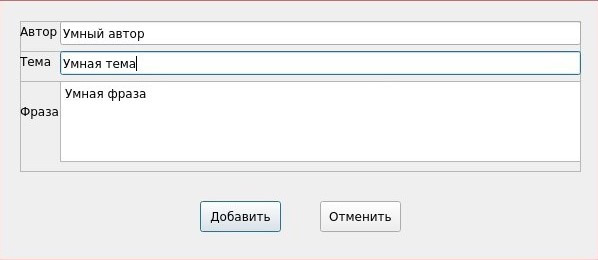 Автор Умный автор
Тема Умная тема
Умная фраза
Фраза
Добавить Отменить